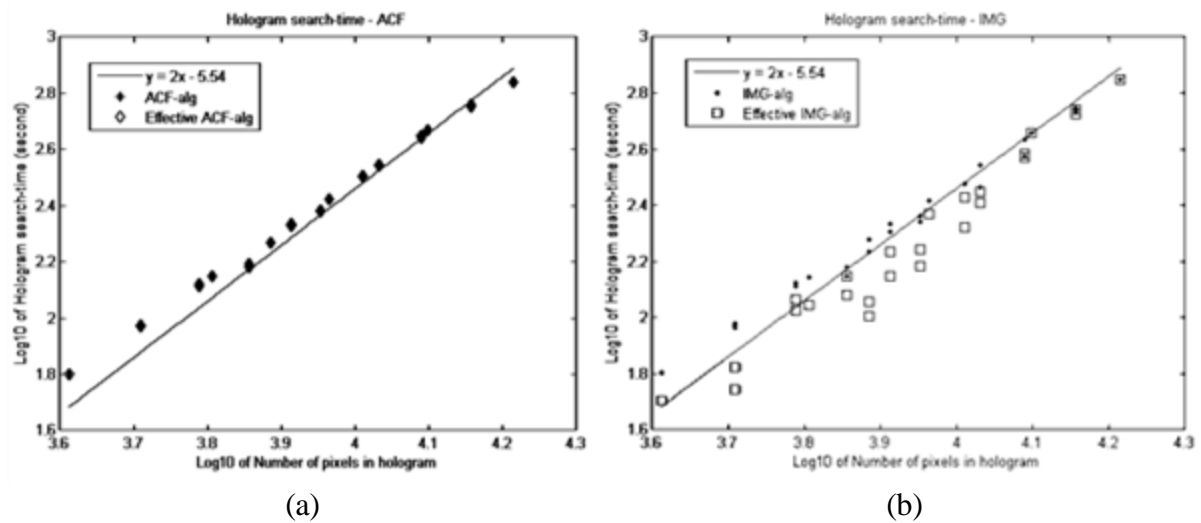 Hologram search-time - ACF
3
2.8
2.6
2.4
2.2
2
1.8
1.6
Log10 of Hologram search-time (second)
y = 2x - 5.54
ACF-alg
Effective ACF-alg
3.6 3.7 3.8 3.9 4 4.1 4.2 4.3
Log10 of Number of pixels in hologram
(a)
Hologram search-time - IMG
3
2.8
2.6
2.4
2.2
2
1.8
1.6
Log10 of Hologram search-time (second)
y = 2x - 5.54
IMG-alg
Effective IMG-alg
3.6 3.7 3.8 3.9 4 4.1 4.2 4.3
Log10 of Number of pixels in hologram
(b)